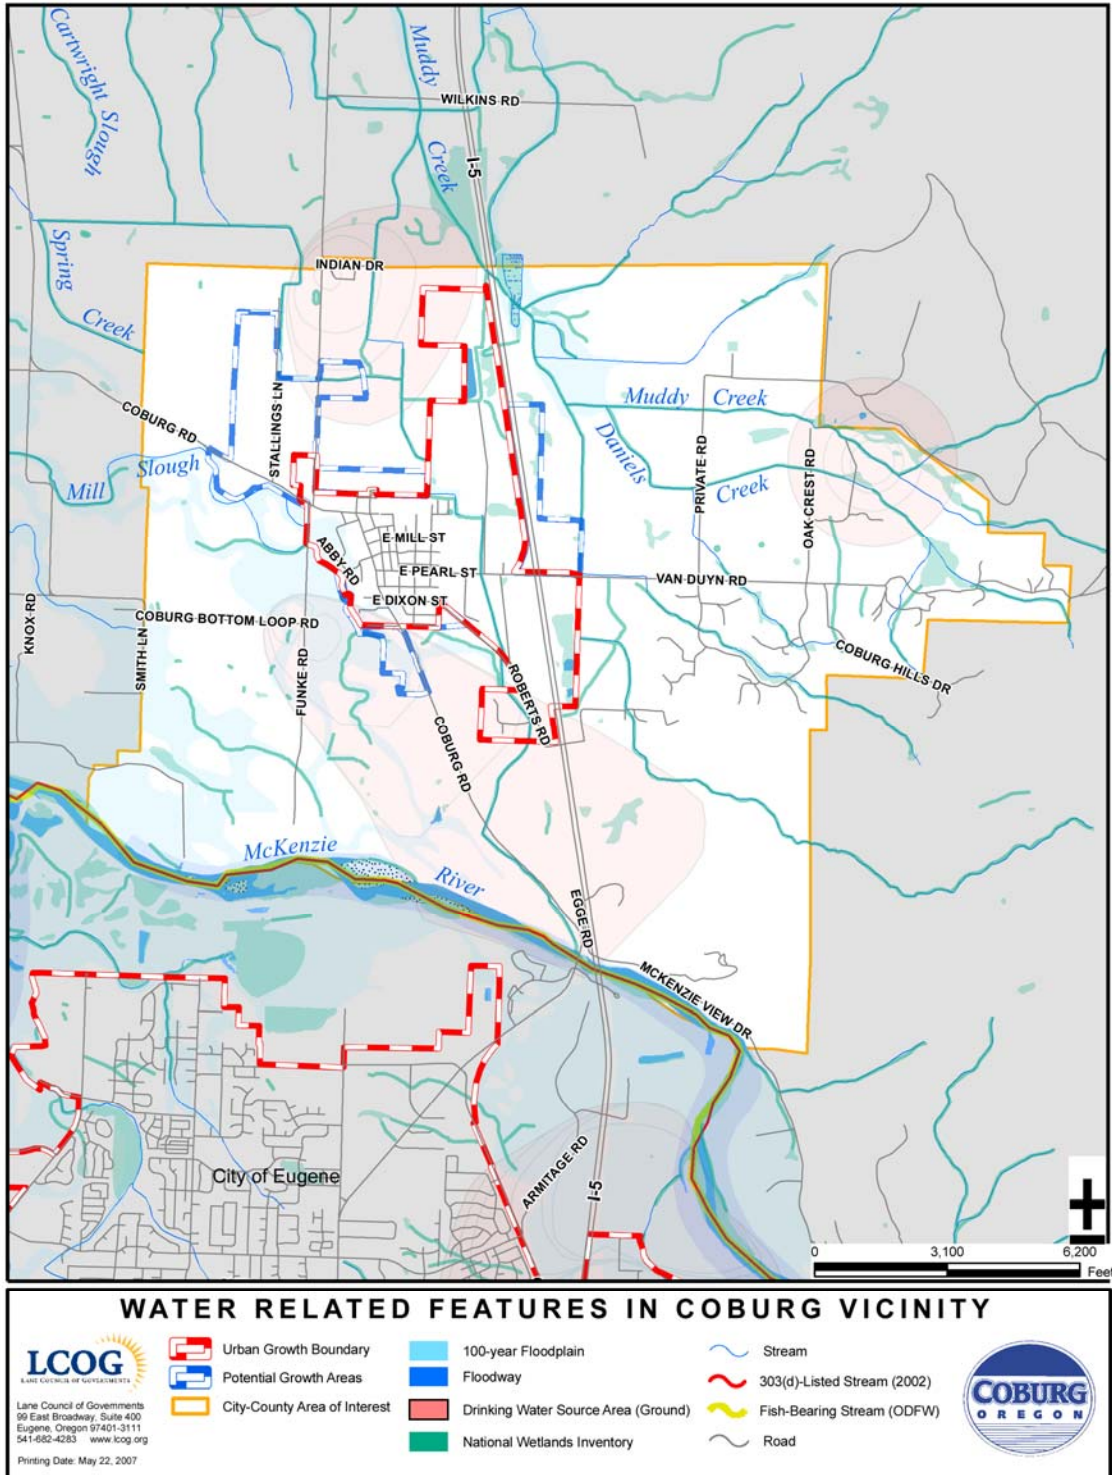 Cartwright Slough
Muddy
Creek
WILKINS RD
I-5
Spring
Creek
INDIAN DR
COBURG RD
STALLINGS LN
Mill
Slough
Muddy Creek
Daniels
Creek
PRIVATE RD
OAK CREST RD
E MILL ST
ABBY RD
E PEARL ST
VAN DUYN RD
E DIXON ST
KNOX RD
COBURG BOTTOM LOOP RD
SMITH LN
FUNKE RD
COBURG HILLS DR
ROBERTS RD
COBURG RD
McKenzie
River
EGGE RD
MCKENZIE VIEW DR
City of Eugene
ARMITAGE RD
I-5
0 3,100 6,200
Feet
WATER RELATED FEATURES IN COBURG VICINITY
LCOG
LANE COUNCIL OF GOVERNMENTS
Lane Council of Governments
99 East Broadway, Suite 400
Eugene, Oregon 97401-3111
541-682-4283 www.lcog.org
Printing Date: May 22, 2007
Urban Growth Boundary
Potential Growth Areas
City-County Area of Interest
100-year Floodplain
Floodway
Drinking Water Source Area (Ground)
National Wetlands Inventory
Stream
303(d)-Listed Stream (2002)
Fish-Bearing Stream (ODFW)
Road
COBURG
OREGON